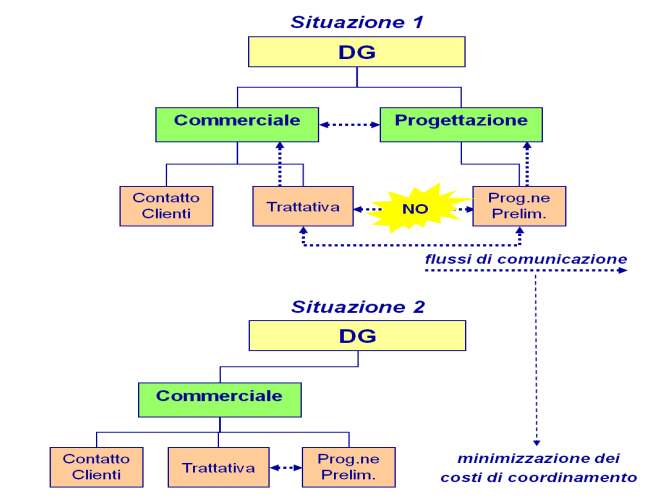 Situazione 1
DG
Commerciale
Progettazione
Contatto
Clienti
Trattativa
NO
Prog.ne
Prelim.
flussi di comunicazione
Situazione 2
DG
Commerciale
Contatto
Clienti
Trattativa
Prog.ne
Prelim.
minimizzazione dei
costi di coordinamento